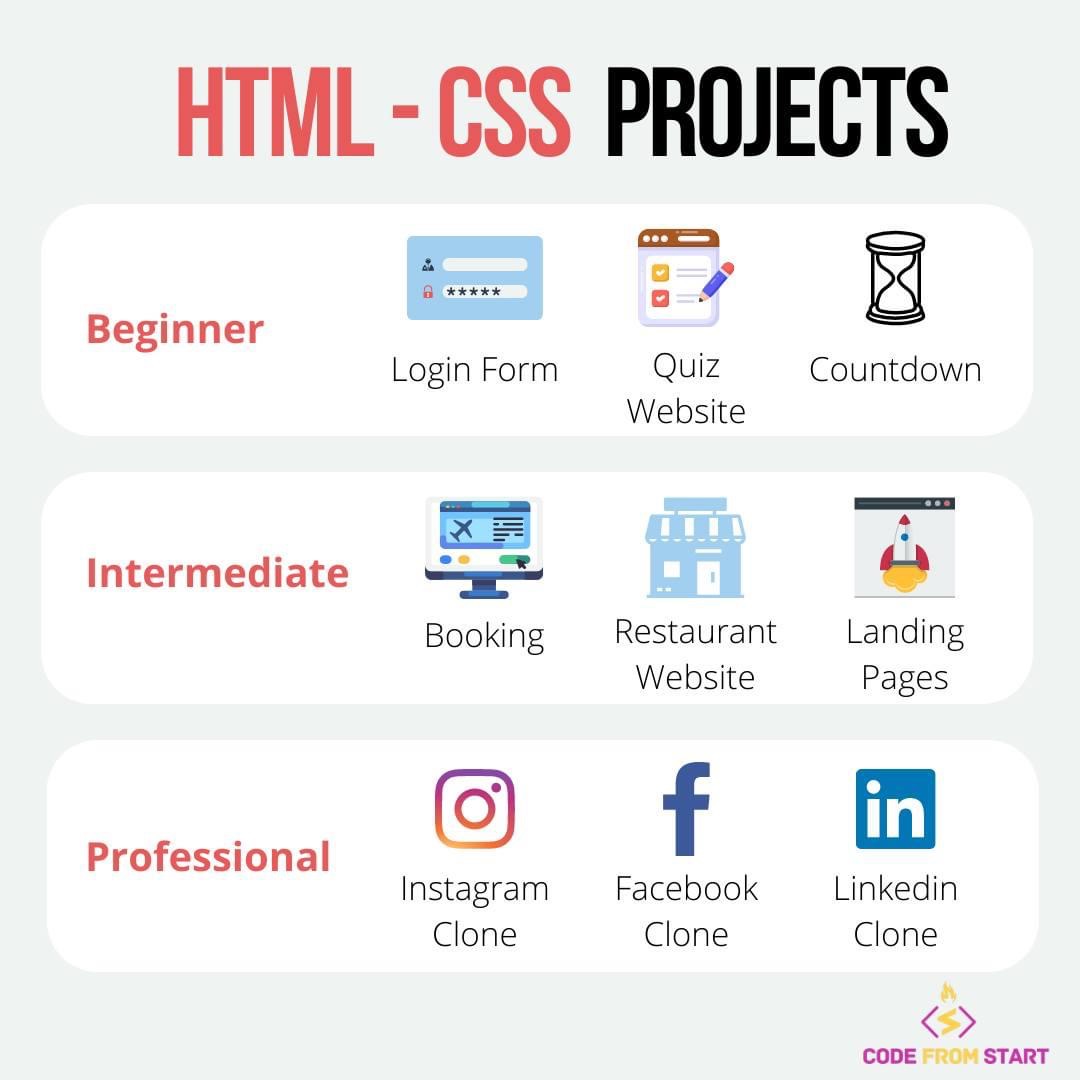 HTML - CSS PROJECTS
Beginner
*****
Login Form
Quiz
Website
Countdown
Intermediate
Booking
Restaurant
Website
Landing
Pages
Professional
Instagram
Clone
f
Facebook
Clone
in
Linkedin
Clone
CODE FROM START